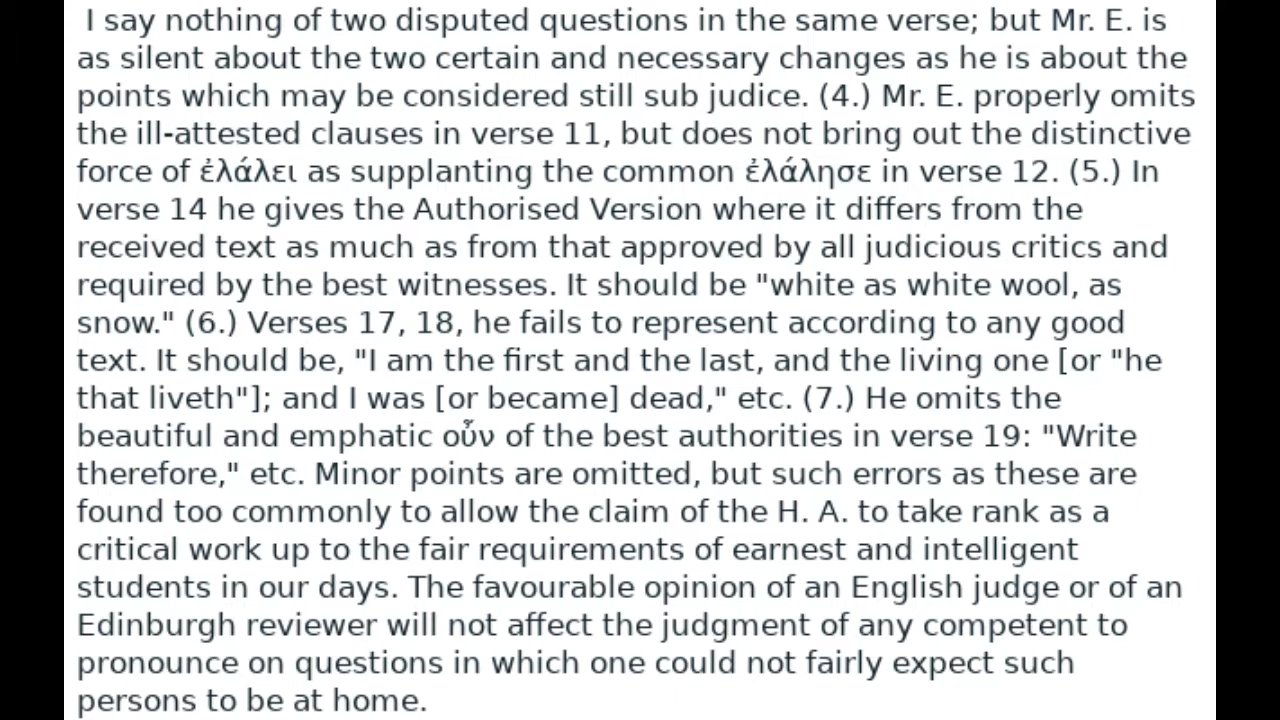 I say nothing of two disputed questions in the same verse; but Mr. E. is
as silent about the two certain and necessary changes as he is about the
points which may be considered still sub judice. (4.) Mr. E. properly omits
the ill-attested clauses in verse 11, but does not bring out the distinctive
force of ἐλάλει as supplanting the common ἐλάλησε in verse 12. (5.) In
verse 14 he gives the Authorised Version where it differs from the
received text as much as from that approved by all judicious critics and
required by the best witnesses. It should be "white as white wool, as
snow." (6.) Verses 17, 18, he fails to represent according to any good
text. It should be, "I am the first and the last, and the living one [or "he
that liveth"]; and I was [or became] dead," etc. (7.) He omits the
beautiful and emphatic οὖν of the best authorities in verse 19: "Write
therefore," etc. Minor points are omitted, but such errors as these are
found too commonly to allow the claim of the H. A. to take rank as a
critical work up to the fair requirements of earnest and intelligent
students in our days. The favourable opinion of an English judge or of an
Edinburgh reviewer will not affect the judgment of any competent to
pronounce on questions in which one could not fairly expect such
persons to be at home.